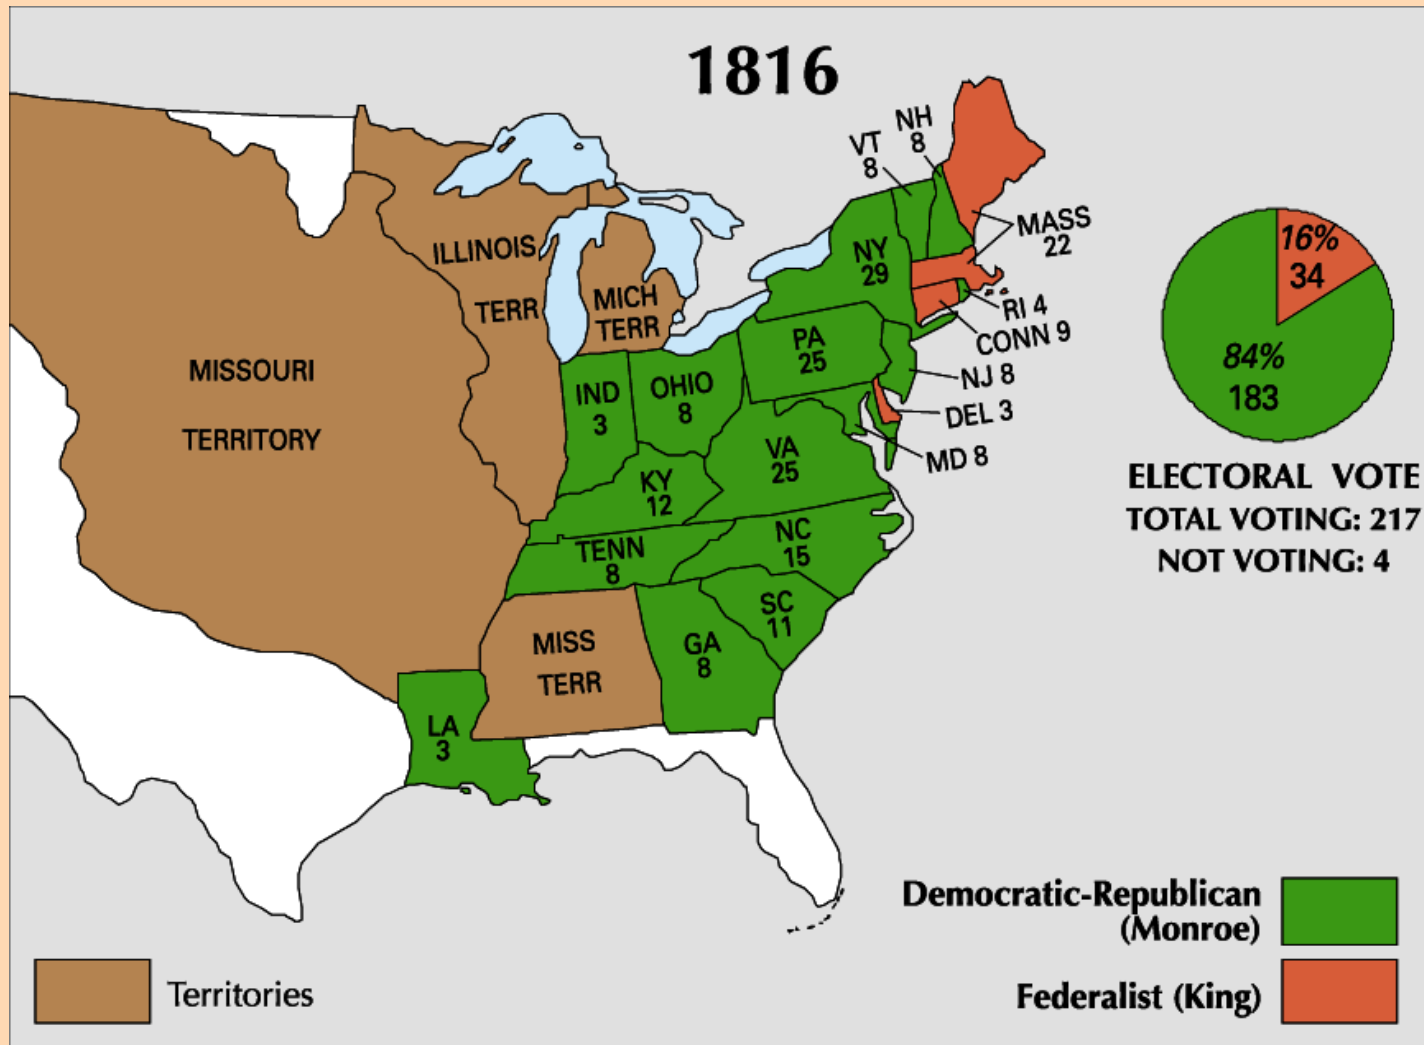 1816
NH
8
VT
8
MASS
22
ILLINOIS
TERR
NY
29
16%
34
MICH
TERR
RI 4
CONN 9
PA
25
84%
183
MISSOURI
TERRITORY
NJ 8
IND
3
OHIO
8
DEL 3
VA
25
MD 8
KY
12
ELECTORAL VOTE
TOTAL VOTING: 217
NOT VOTING: 4
TENN
8
NC
15
SC
11
MISS
TERR
GA
8
LA
3
Democratic-Republican
(Monroe)
Federalist (King)
Territories